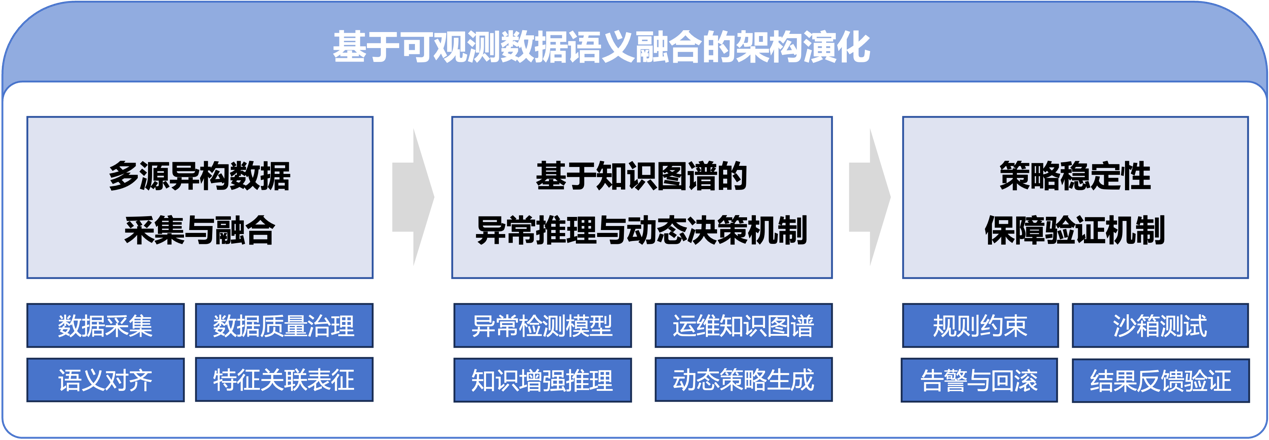 基于可观测数据语义融合的架构演化
多源异构数据
采集与融合
数据采集
数据质量治理
语义对齐
特征关联表征
基于知识图谱的
异常推理与动态决策机制
异常检测模型
运维知识图谱
知识增强推理
动态策略生成
策略稳定性
保障验证机制
规则约束
沙箱测试
告警与回滚
结果反馈验证